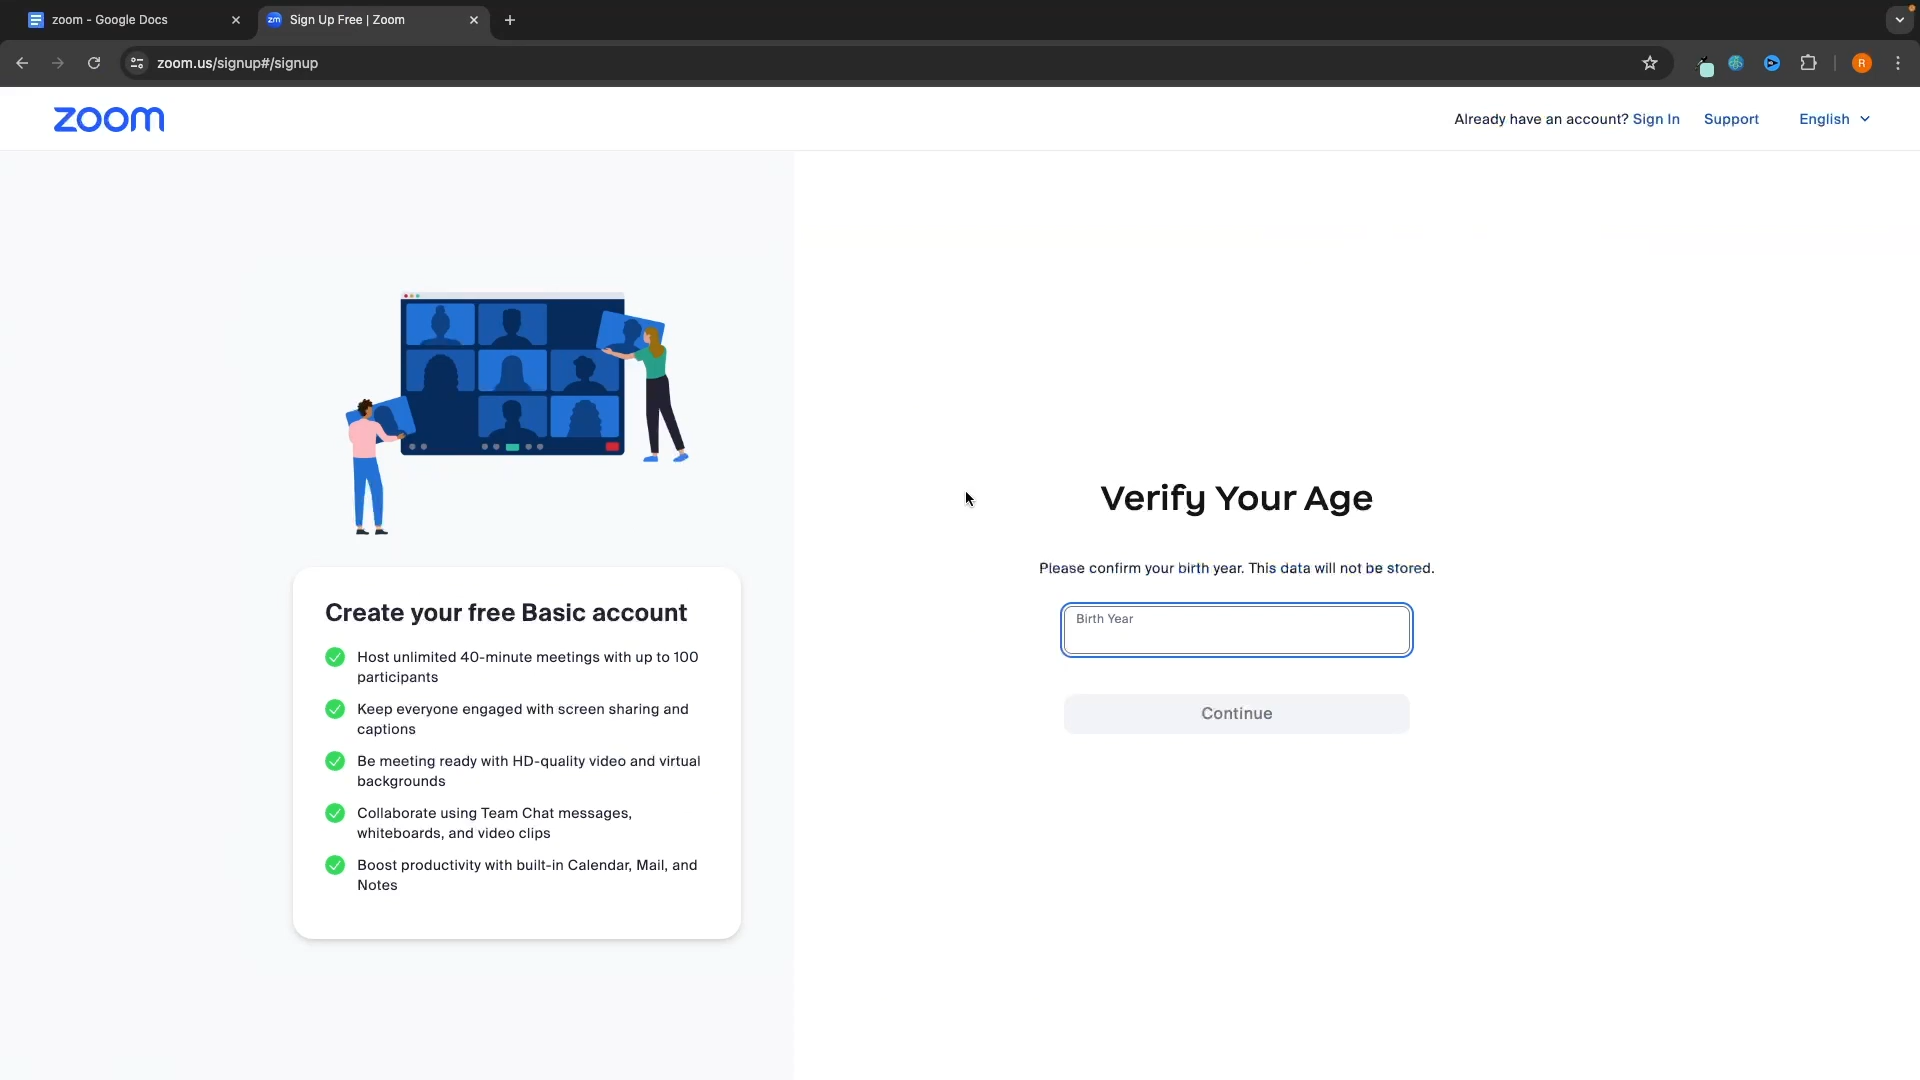 zoom - Google Docs
zm
Sign Up Free | Zoom
zoom.us/signup#/signup
R
zoom
Already have an account? Sign In
Support
English
Create your free Basic account
Host unlimited 40-minute meetings with up to 100
participants
Keep everyone engaged with screen sharing and
captions
Be meeting ready with HD-quality video and virtual
backgrounds
Collaborate using Team Chat messages,
whiteboards, and video clips
Boost productivity with built-in Calendar, Mail, and
Notes
Verify Your Age
Please confirm your birth year. This data will not be stored.
Birth Year
Continue